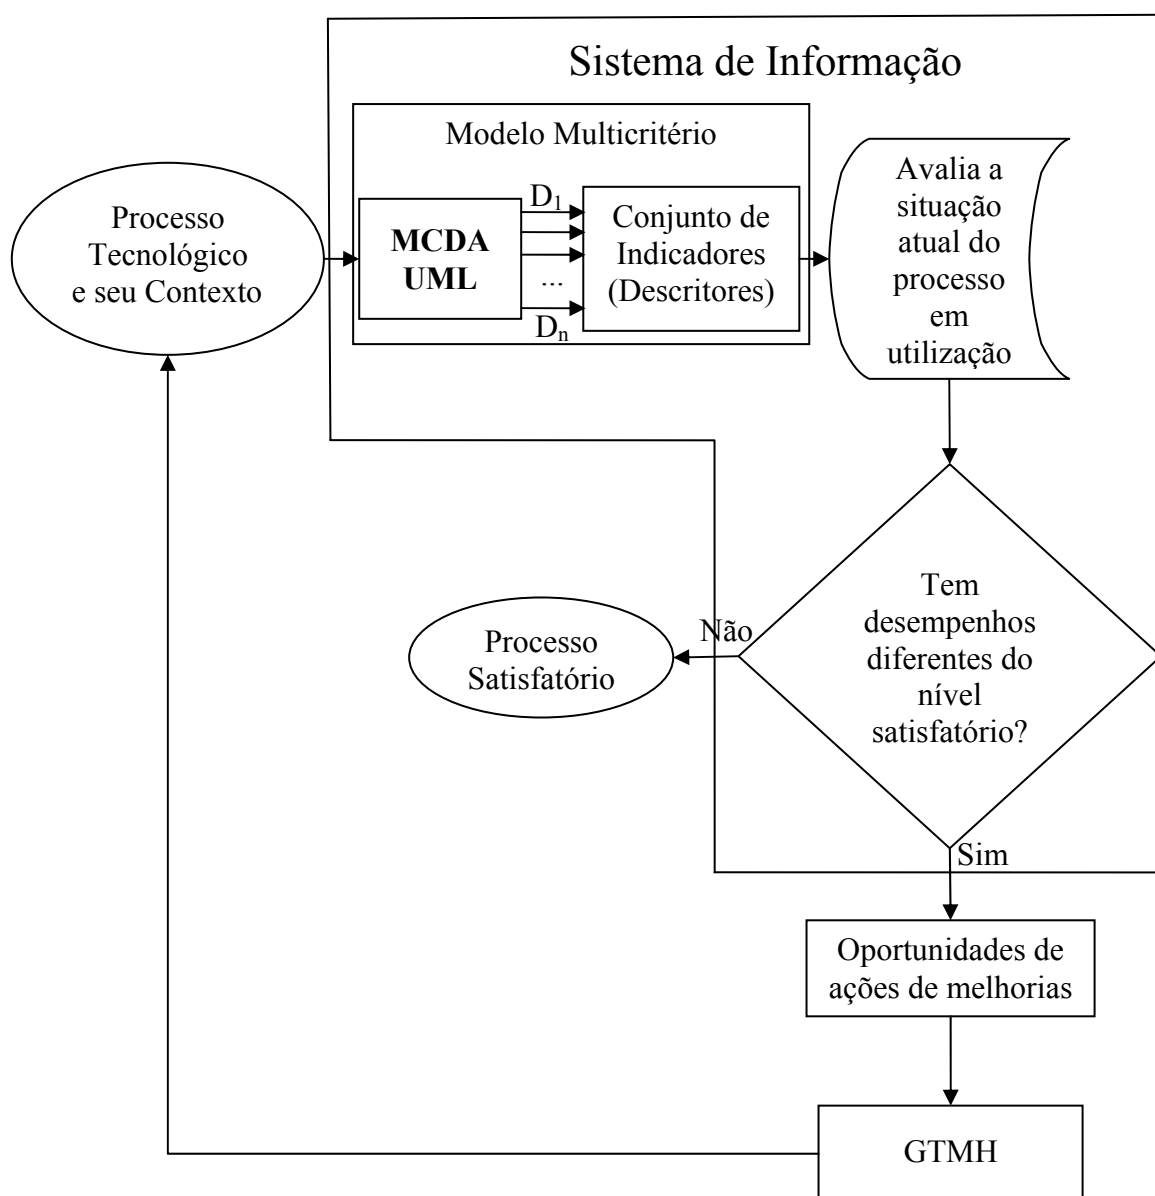 Sistema de Informação
Modelo Multicritério
Processo
Tecnológico
e seu Contexto
MCDA
UML
D1
...
Dn
Conjunto de
Indicadores
(Descritores)
Avalia a
situação
atual do
processo
em
utilização
Tem
desempenhos
diferentes do
nível
satisfatório?
Não
Processo
Satisfatório
Sim
Oportunidades de
ações de melhorias
GTMH